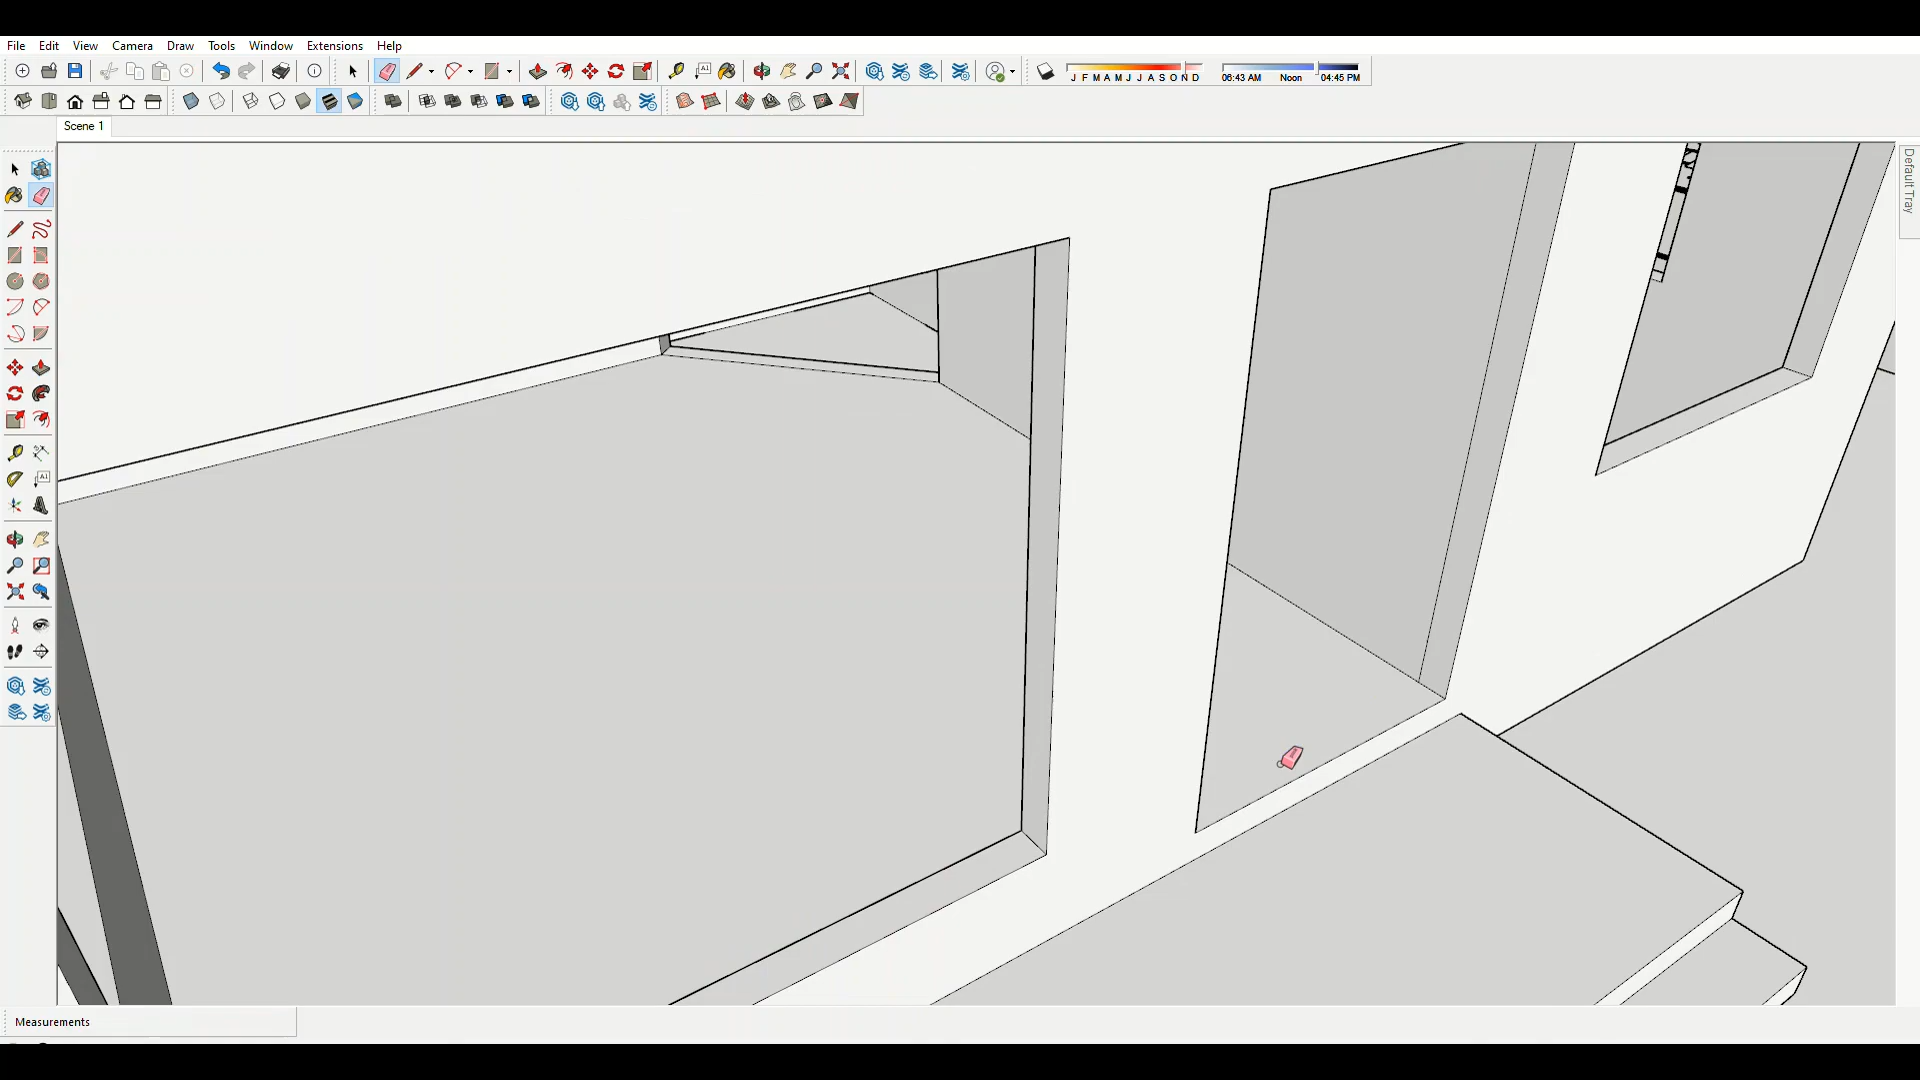 File Edit View Camera Draw Tools Window Extensions Help
J F M A M J J A S O N D
06:43 AM Noon 04:45 PM
Scene 1
Default Tray
Measurements